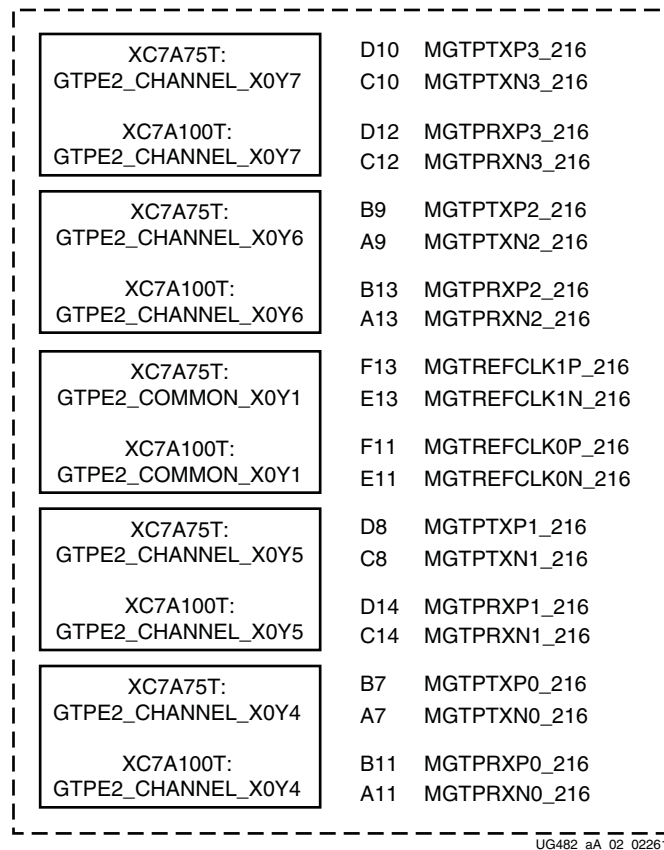 XC7A75T:
GTPE2_CHANNEL_X0Y7
XC7A100T:
GTPE2_CHANNEL_X0Y7
D10 MGTPTXP3_216
C10 MGTPTXN3_216
D12 MGTPRXP3_216
C12 MGTPRXN3_216
XC7A75T:
GTPE2_CHANNEL_X0Y6
XC7A100T:
GTPE2_CHANNEL_X0Y6
B9 MGTPTXP2_216
A9 MGTPTXN2_216
B13 MGTPRXP2_216
A13 MGTPRXN2_216
XC7A75T:
GTPE2_COMMON_X0Y1
XC7A100T:
GTPE2_COMMON_X0Y1
F13 MGTREFCLK1P_216
E13 MGTREFCLK1N_216
F11 MGTREFCLK0P_216
E11 MGTREFCLK0N_216
XC7A75T:
GTPE2_CHANNEL_X0Y5
XC7A100T:
GTPE2_CHANNEL_X0Y5
D8 MGTPTXP1_216
C8 MGTPTXN1_216
D14 MGTPRXP1_216
C14 MGTPRXN1_216
XC7A75T:
GTPE2_CHANNEL_X0Y4
XC7A100T:
GTPE2_CHANNEL_X0Y4
B7 MGTPTXP0_216
A7 MGTPTXN0_216
B11 MGTPRXP0_216
A11 MGTPRXN0_216
UG482_aA_02_02261